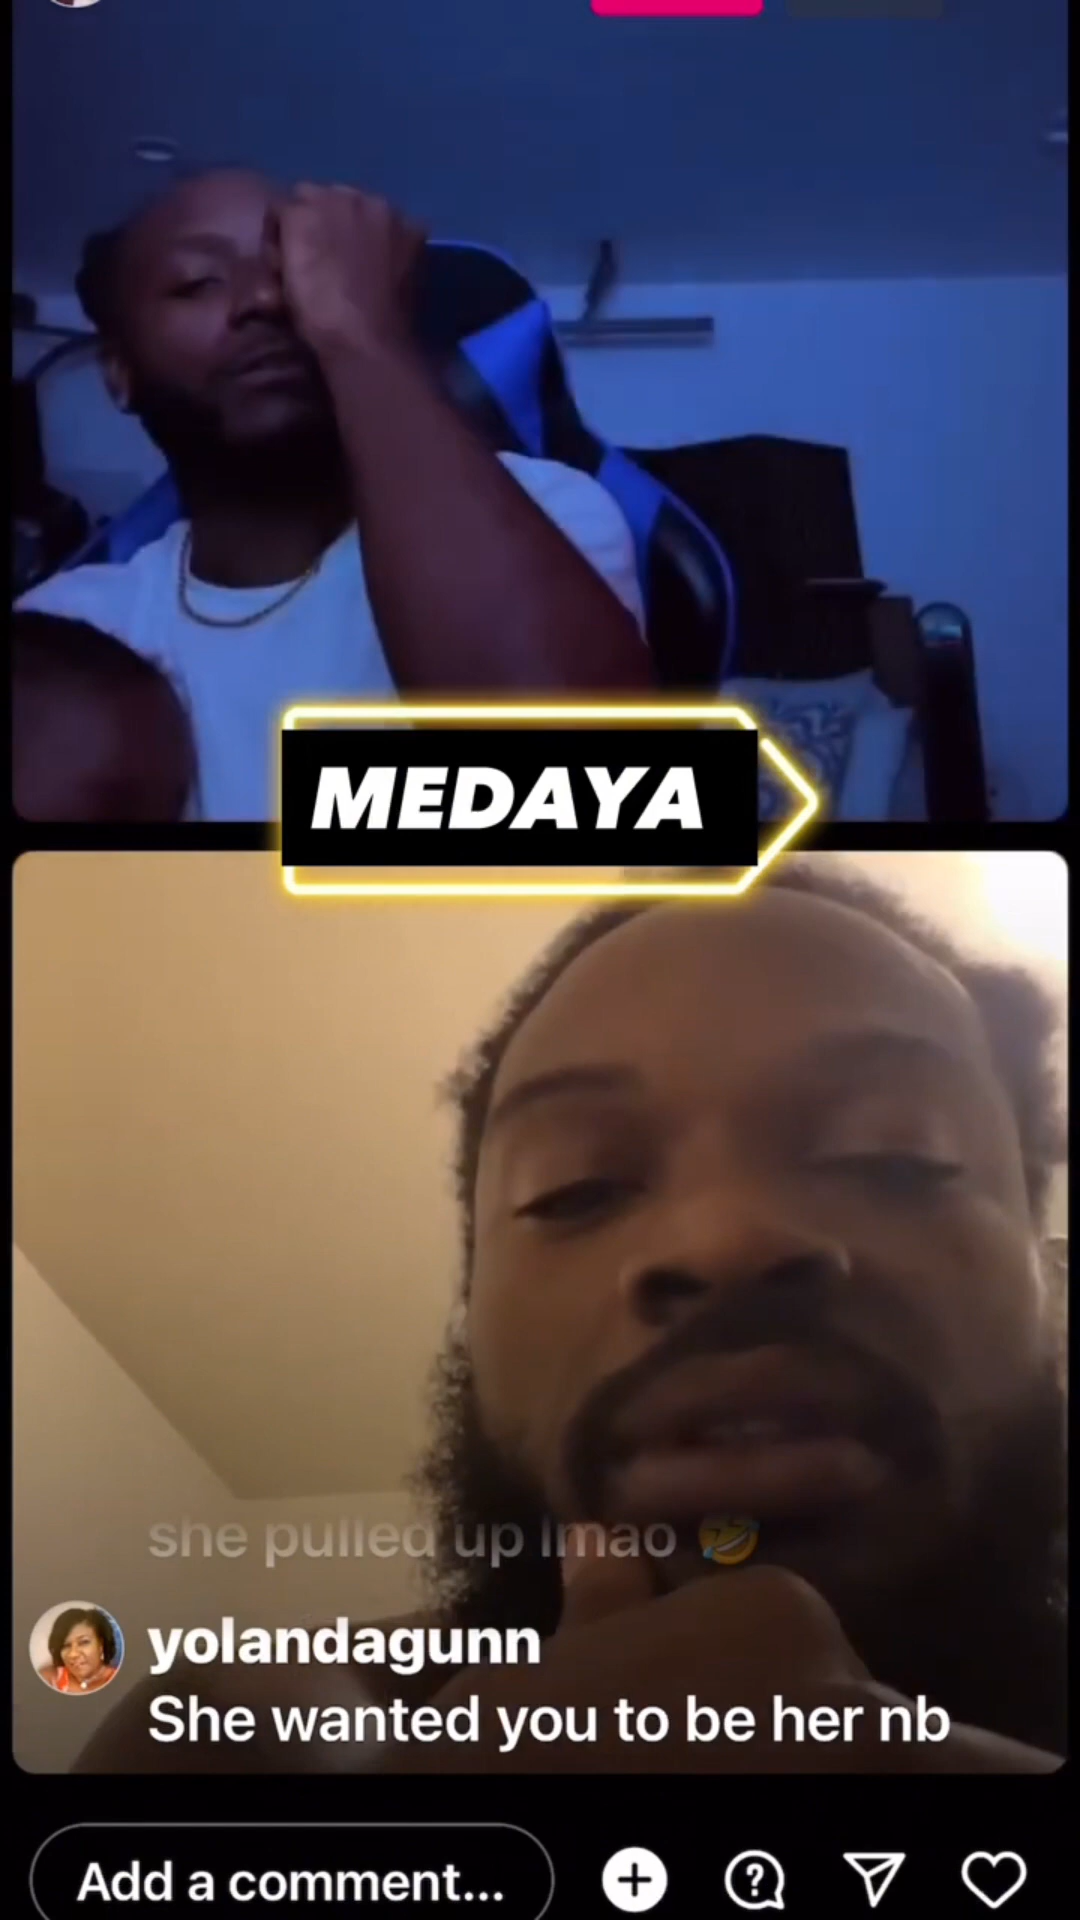 MEDAYA
she pulled up lmao 🤣
yolandagunn
She wanted you to be her nb
Add a comment...